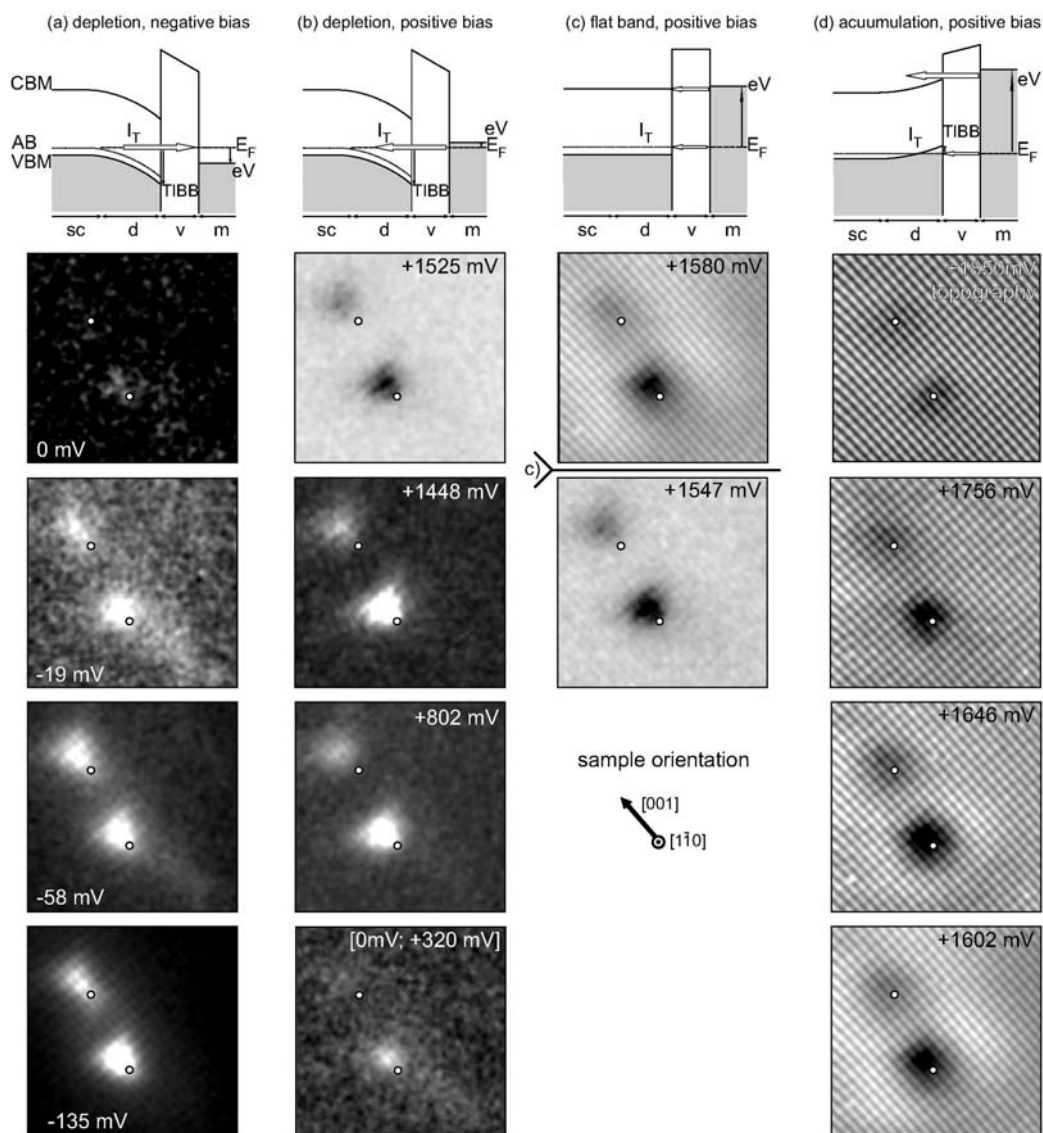 (a) depletion, negative bias
(b) depletion, positive bias
(c) flat band, positive bias
(d) acuumulation, positive bias
CBM
AB
VBM
I_T
E_F
eV
TIBB
sc d v m
I_T
eV
E_F
TIBB
sc d v m
eV
I_T
E_F
sc d v m
eV
I_T
TIBB
E_F
sc d v m
0 mV
+1525 mV
+1580 mV
+1950mV
topography
c)
-19 mV
+1448 mV
+1547 mV
+1756 mV
-58 mV
+802 mV
sample orientation
[001]
[11̄0]
+1646 mV
-135 mV
[0mV; +320 mV]
+1602 mV